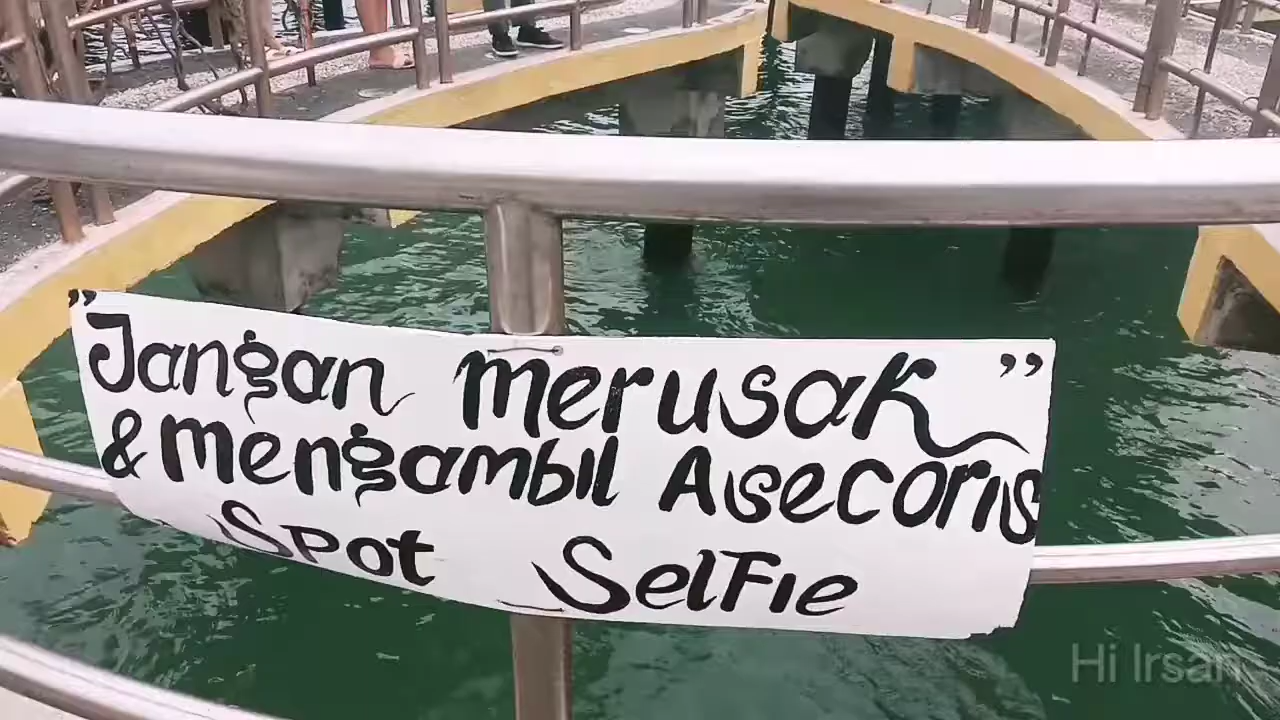 "Jangan merusak"
& mengambil Asecoris
Spot Selfie
Hi Irsan